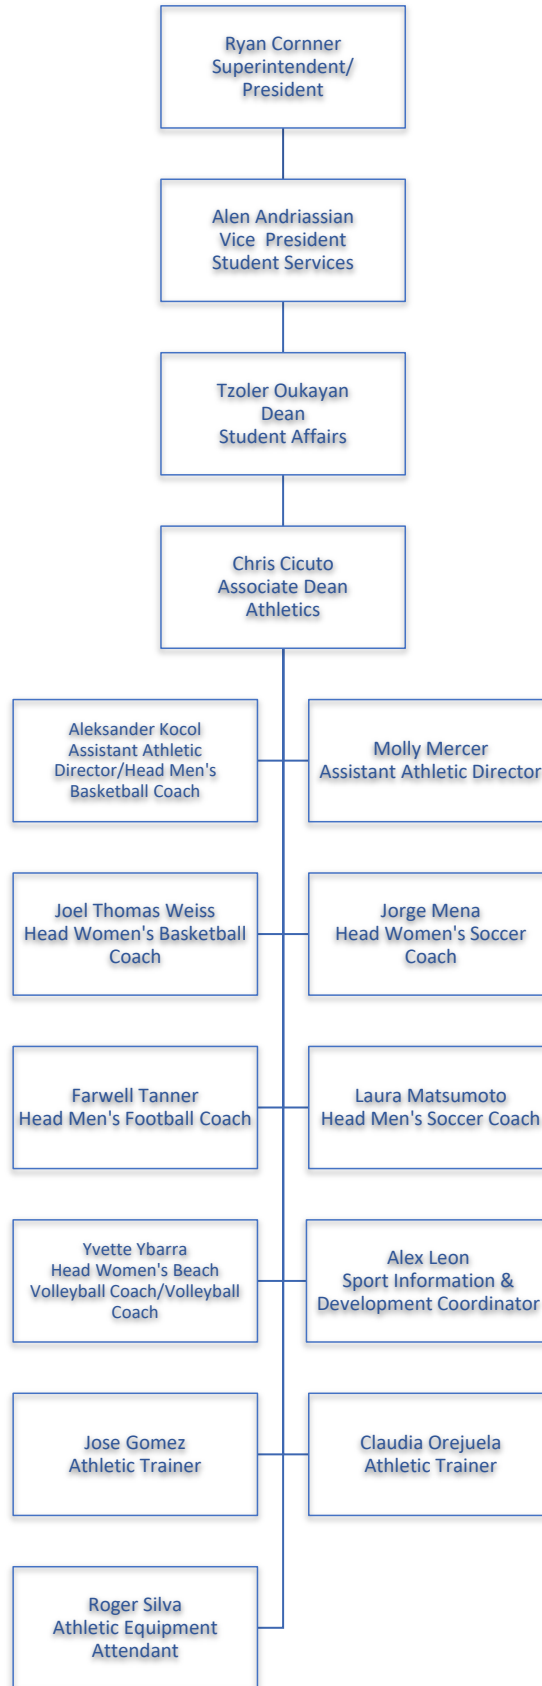 Ryan Cornner
Superintendent/
President
Alen Andriassian
Vice President
Student Services
Tzoler Oukayan
Dean
Student Affairs
Chris Cicuto
Associate Dean
Athletics
Aleksander Kocol
Assistant Athletic
Director/Head Men's
Basketball Coach
Molly Mercer
Assistant Athletic Director
Joel Thomas Weiss
Head Women's Basketball
Coach
Jorge Mena
Head Women's Soccer
Coach
Farwell Tanner
Head Men's Football Coach
Laura Matsumoto
Head Men's Soccer Coach
Yvette Ybarra
Head Women's Beach
Volleyball Coach/Volleyball
Coach
Alex Leon
Sport Information &
Development Coordinator
Jose Gomez
Athletic Trainer
Claudia Orejuela
Athletic Trainer
Roger Silva
Athletic Equipment
Attendant